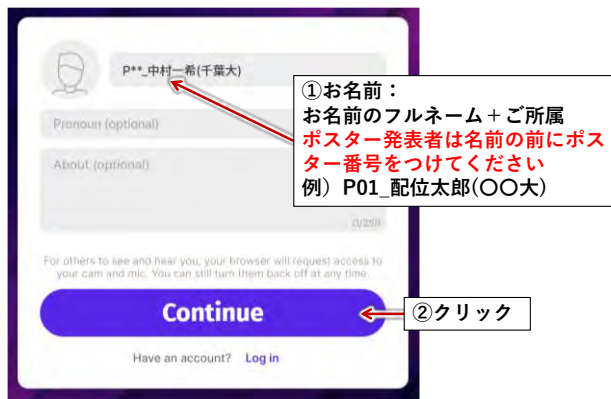 P**_中村一希(千葉大)
Pronoun (optional)
About (optional)
For others to see and hear you, your browser will request access to
your cam and mic. You can still turn them back off at any time.
Continue
Have an account? Log in
①お名前：
お名前のフルネーム＋ご所属
ポスター発表者は名前の前にポス
ター番号をつけてください
例）P01_配位太郎(〇〇大)
②クリック